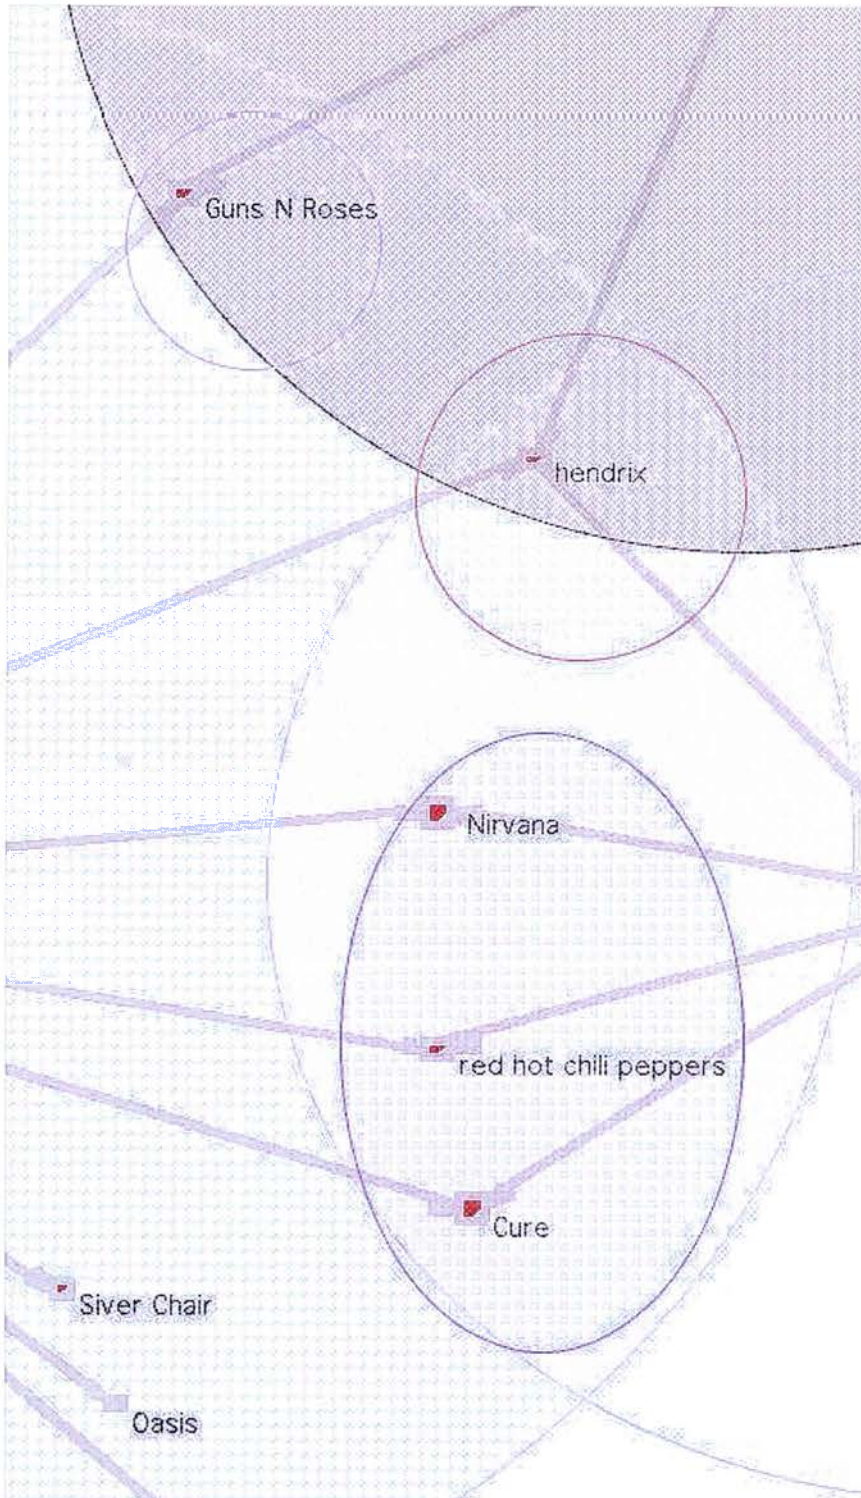 Guns N Roses
hendrix
Nirvana
red hot chili peppers
Cure
Siver Chair
Oasis